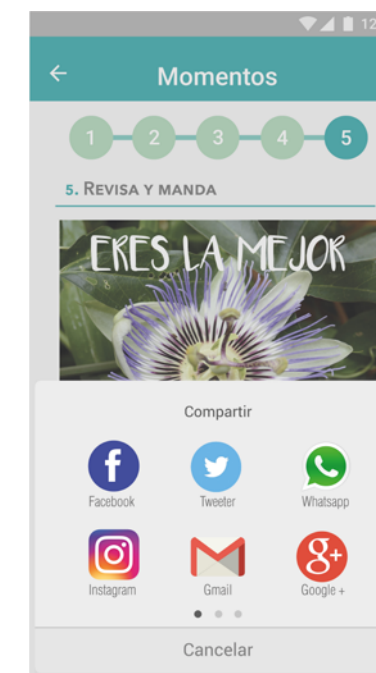 12
Momentos
1 2 3 4 5
5. REVISA Y MANDA
ERES LA MEJOR
Compartir
Facebook Tweeter Whatsapp
Instagram Gmail Google +
Cancelar